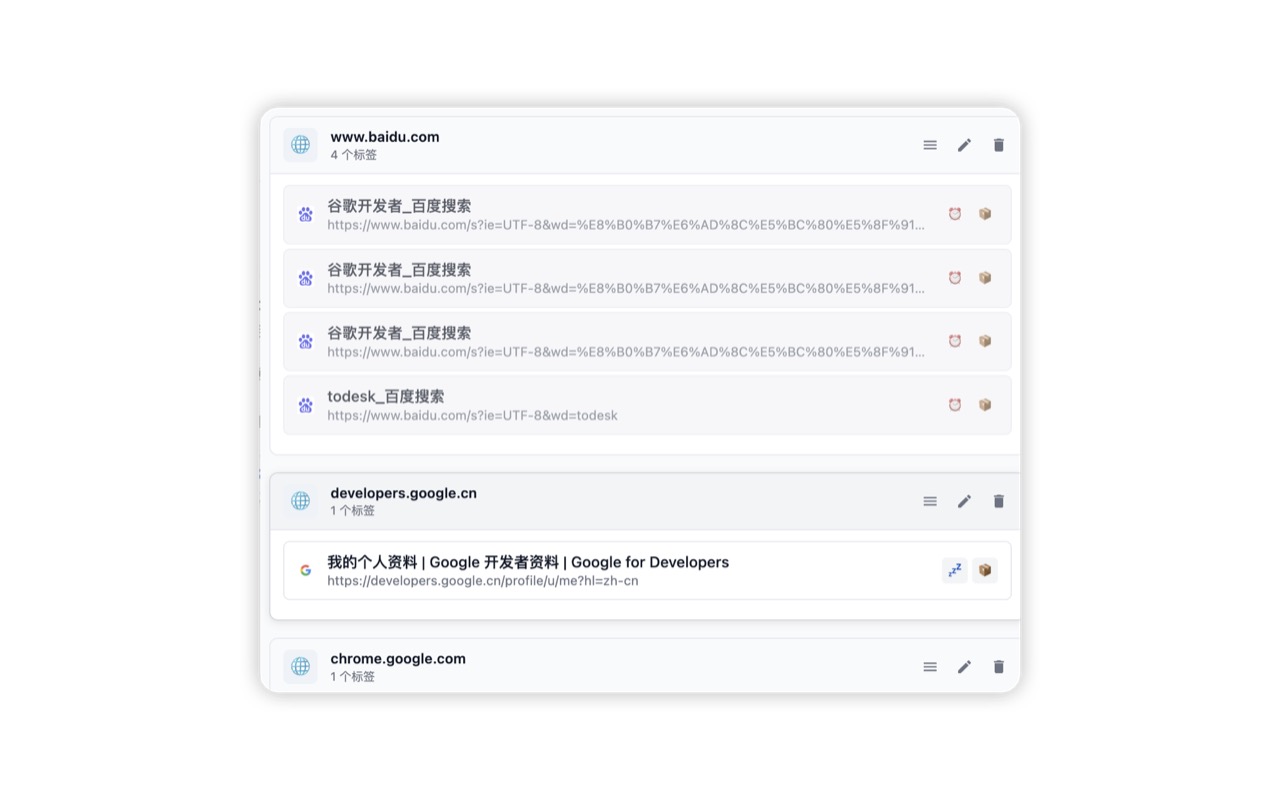 www.baidu.com
4 个标签
谷歌开发者_百度搜索
https://www.baidu.com/s?ie=UTF-8&wd=%E8%B0%B7%E6%AD%8C%E5%BC%80%E5%8F%91...
谷歌开发者_百度搜索
https://www.baidu.com/s?ie=UTF-8&wd=%E8%B0%B7%E6%AD%8C%E5%BC%80%E5%8F%91...
谷歌开发者_百度搜索
https://www.baidu.com/s?ie=UTF-8&wd=%E8%B0%B7%E6%AD%8C%E5%BC%80%E5%8F%91...
todesk_百度搜索
https://www.baidu.com/s?ie=UTF-8&wd=todesk
developers.google.cn
1 个标签
我的个人资料 | Google 开发者资料 | Google for Developers
https://developers.google.cn/profile/u/me?hl=zh-cn
chrome.google.com
1 个标签